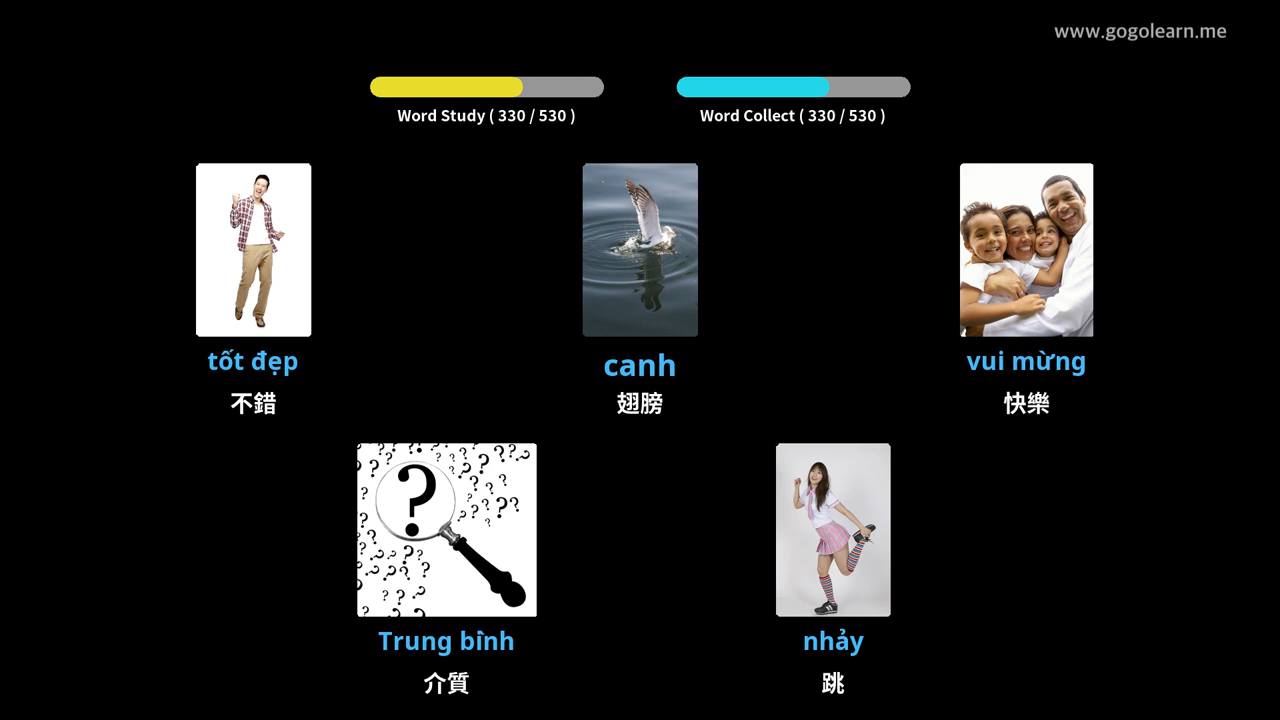 www.gogolearn.me
Word Study ( 330 / 530 )
Word Collect ( 330 / 530 )
tốt đẹp
不錯
canh
翅膀
vui mừng
快樂
Trung bình
介質
nhảy
跳